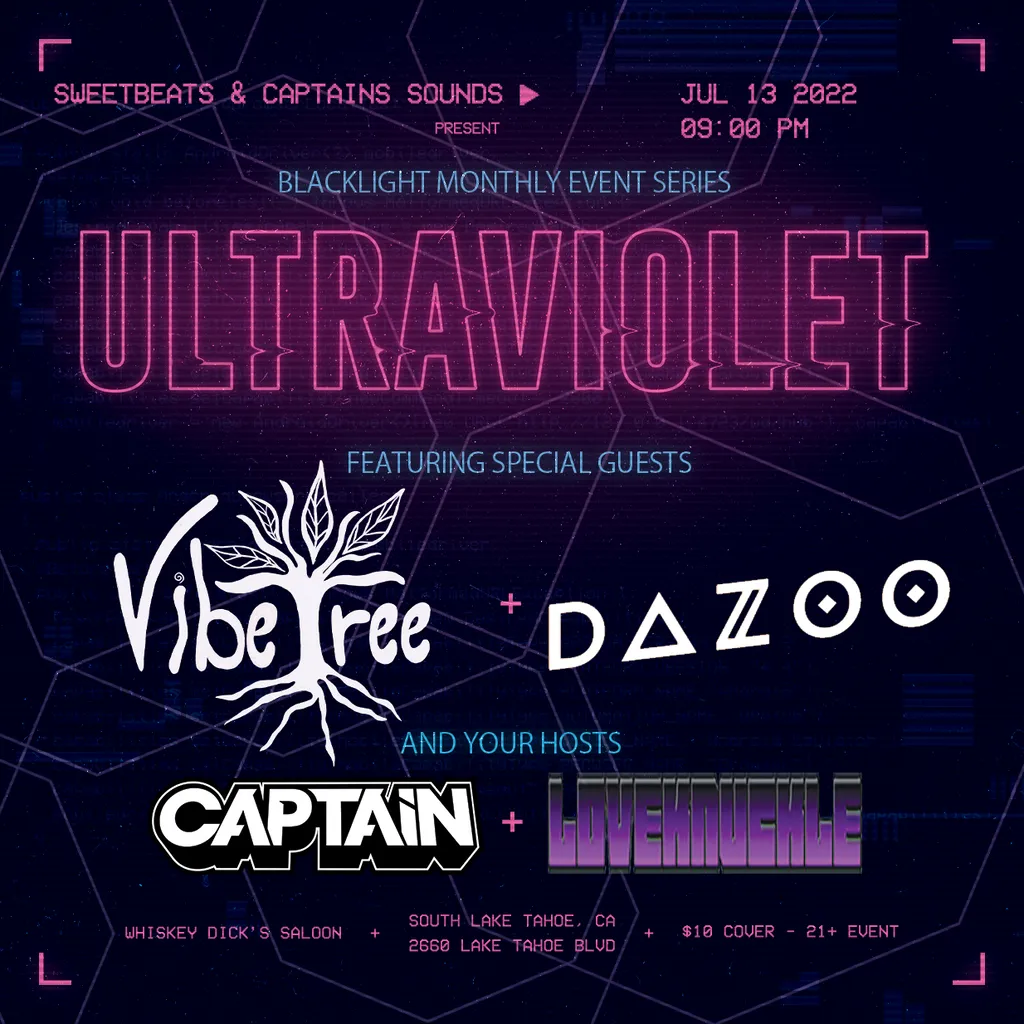 SWEETBEATS & CAPTAINS SOUNDS
PRESENT
JUL 13 2022
09:00 PM
BLACKLIGHT MONTHLY EVENT SERIES
ULTRAVIOLET
FEATURING SPECIAL GUESTS
VibeTree + DAZOO
AND YOUR HOSTS
CAPTAiN + LOVEKNUCKLE
WHISKEY DICK'S SALOON +
SOUTH LAKE TAHOE, CA
2660 LAKE TAHOE BLVD
+ $10 COVER - 21+ EVENT